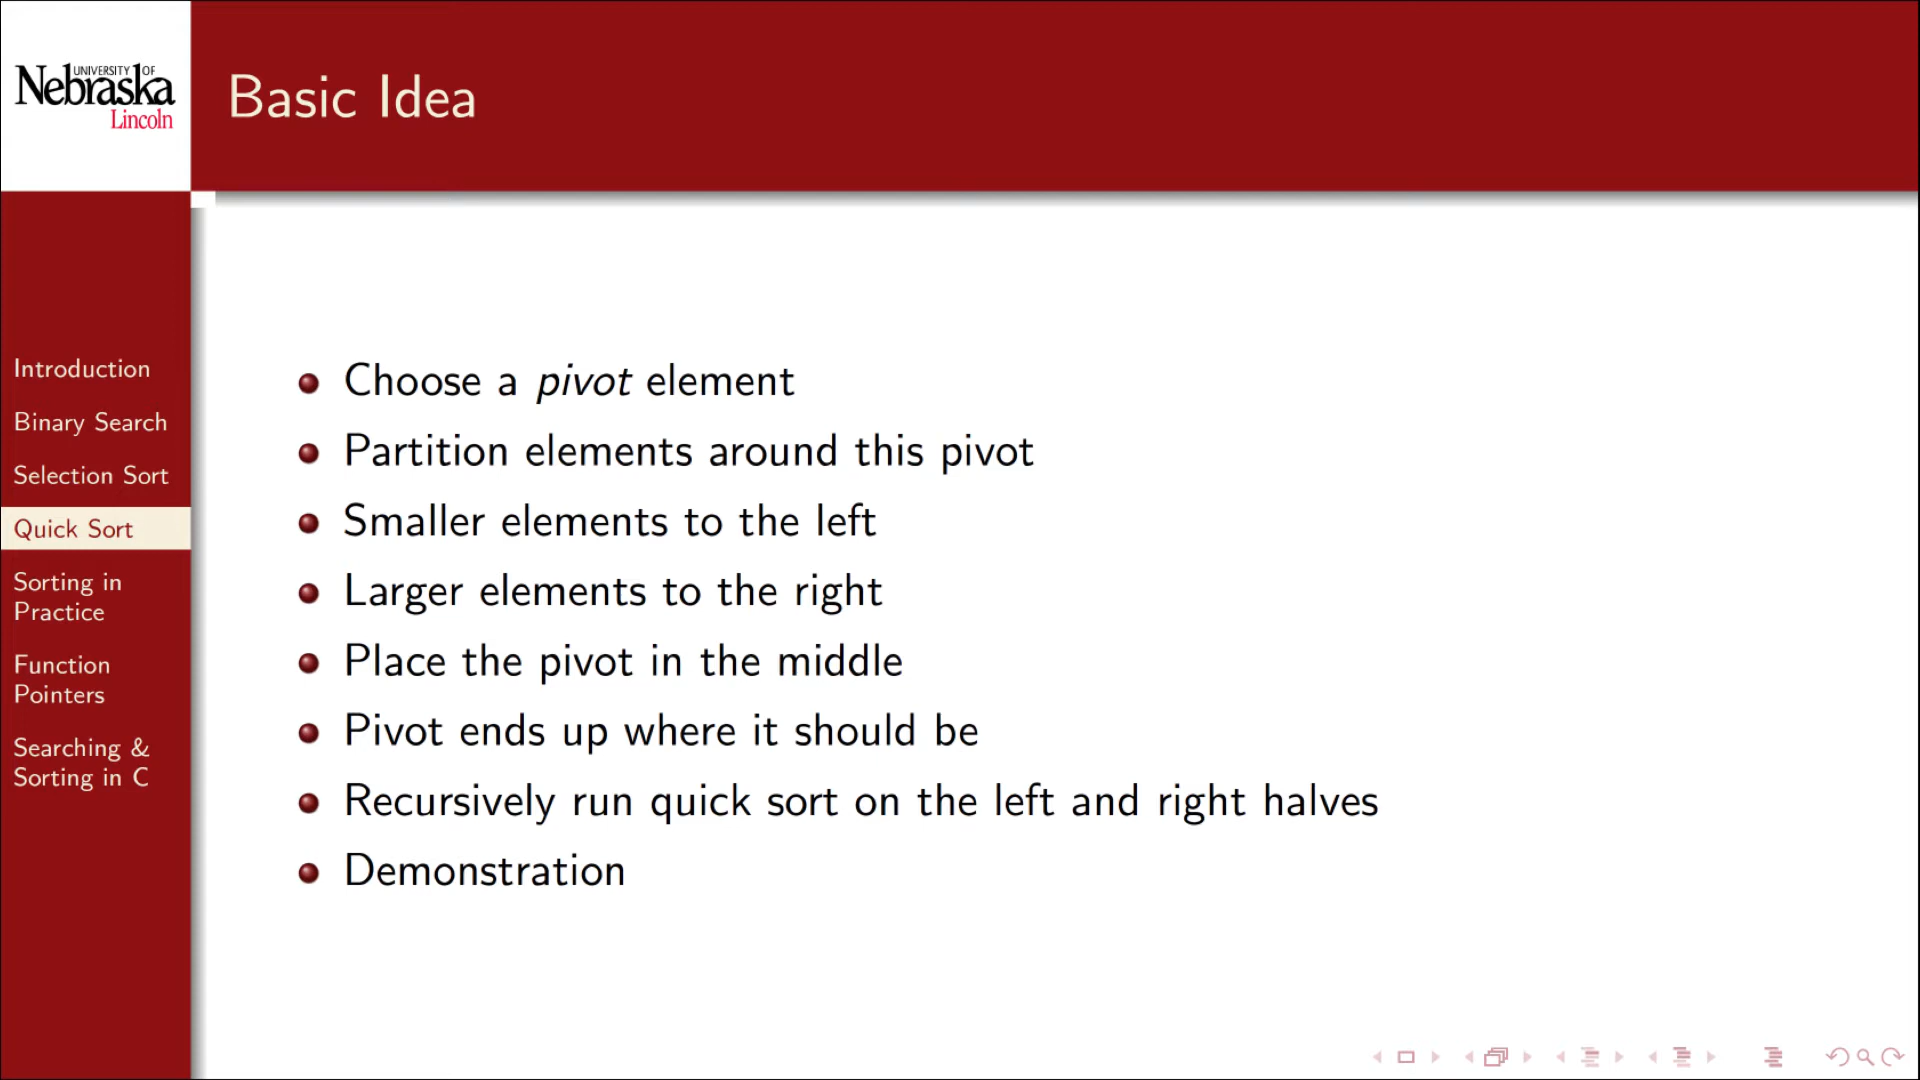 UNIVERSITY OF
Nebraska
Lincoln
Basic Idea
Introduction
Binary Search
Selection Sort
Quick Sort
Sorting in
Practice
Function
Pointers
Searching &
Sorting in C
Choose a pivot element
Partition elements around this pivot
Smaller elements to the left
Larger elements to the right
Place the pivot in the middle
Pivot ends up where it should be
Recursively run quick sort on the left and right halves
Demonstration